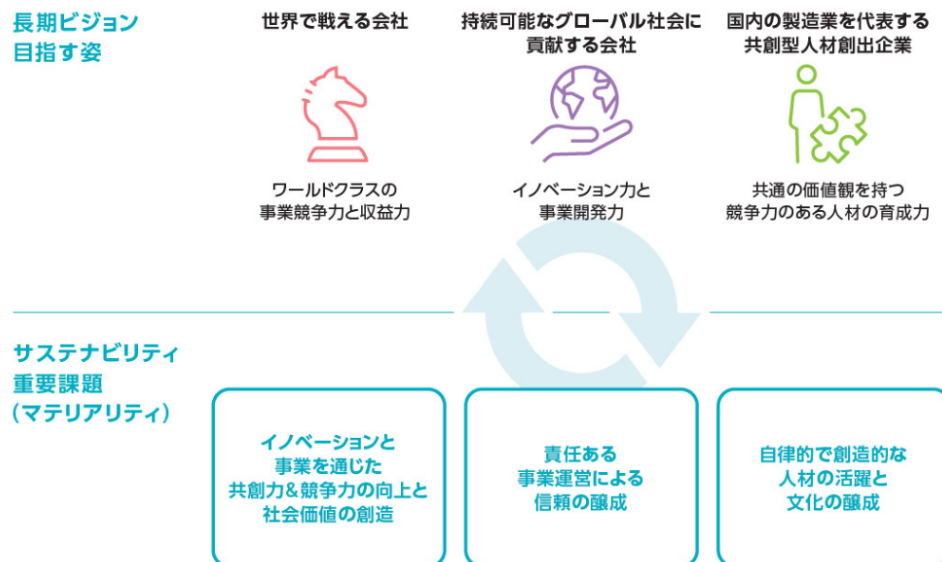 長期ビジョン
目指す姿
世界で戦える会社
ワールドクラスの
事業競争力と収益力
持続可能なグローバル社会に
貢献する会社
イノベーション力と
事業開発力
国内の製造業を代表する
共創型人材創出企業
共通の価値観を持つ
競争力のある人材の育成力
サステナビリティ
重要課題
(マテリアリティ)
イノベーションと
事業を通じた
共創力&競争力の向上と
社会価値の創造
責任ある
事業運営による
信頼の醸成
自律的で創造的な
人材の活躍と
文化の醸成